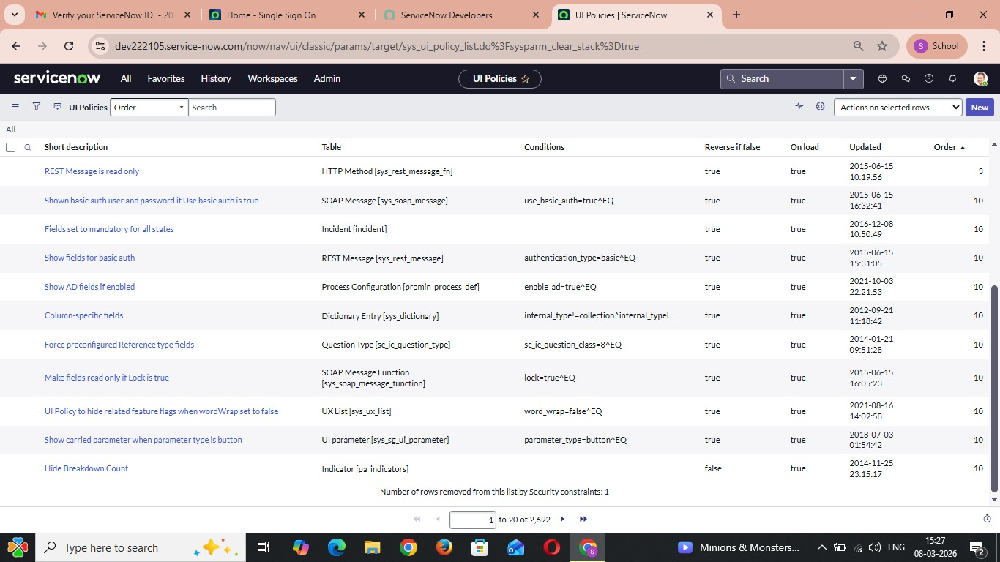 Verify your ServiceNow ID! - 20
Home - Single Sign On
ServiceNow Developers
UI Policies | ServiceNow
dev222105.service-now.com/now/nav/ui/classic/params/target/sys_ui_policy_list.do%3Fsysparm_clear_stack%3Dtrue
S School
servicenow All Favorites History Workspaces Admin UI Policies Search
UI Policies Order Search Actions on selected rows... New
All
Short description Table Conditions Reverse if false On load Updated Order
REST Message is read only HTTP Method [sys_rest_message_fn] true true 2015-06-15 10:19:56 3
Shown basic auth user and password if Use basic auth is true SOAP Message [sys_soap_message] use_basic_auth=true^EQ true true 2015-06-15 16:32:41 10
Fields set to mandatory for all states Incident [incident] true true 2016-12-08 10:50:49 10
Show fields for basic auth REST Message [sys_rest_message] authentication_type=basic^EQ true true 2015-06-15 15:31:05 10
Show AD fields if enabled Process Configuration [promin_process_def] enable_ad=true^EQ true true 2021-10-03 22:21:53 10
Column-specific fields Dictionary Entry [sys_dictionary] internal_type!=collection^internal_typeI... true true 2012-09-21 11:18:42 10
Force preconfigured Reference type fields Question Type [sc_ic_question_type] sc_ic_question_class=8^EQ true true 2014-01-21 09:51:28 10
Make fields read only if Lock is true SOAP Message Function [sys_soap_message_function] lock=true^EQ true true 2015-06-15 16:05:23 10
UI Policy to hide related feature flags when wordWrap set to false UX List [sys_ux_list] word_wrap=false^EQ true true 2021-08-16 14:02:58 10
Show carried parameter when parameter type is button UI parameter [sys_sg_ui_parameter] parameter_type=button^EQ true true 2018-07-03 01:54:42 10
Hide Breakdown Count Indicator [pa_indicators] false true 2014-11-25 23:15:17 10
Number of rows removed from this list by Security constraints: 1
1 to 20 of 2,692
Type here to search
S
Minions & Monsters...
ENG
15:27
08-03-2026
2